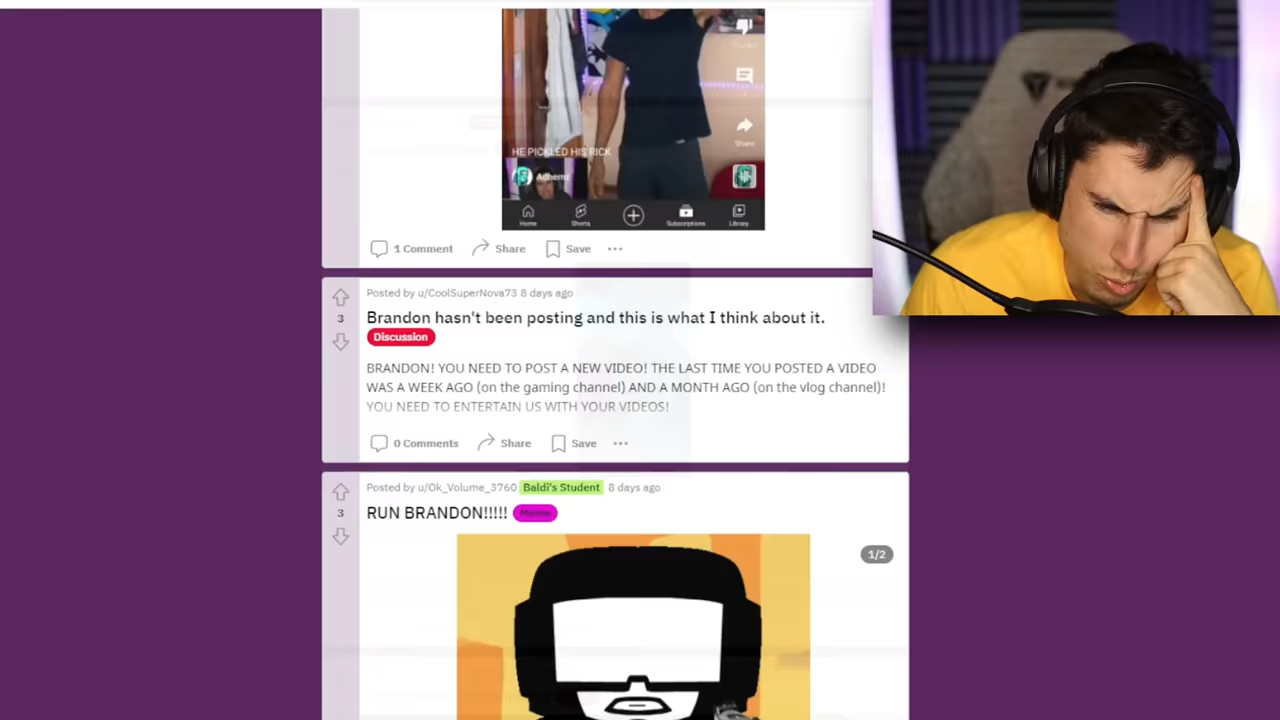 HE PICKLED HIS RICK
Adhemz
Share
Home
Shorts
Subscriptions
Library
1 Comment
Share
Save
Posted by u/CoolSuperNova73 8 days ago
3
Brandon hasn't been posting and this is what I think about it.
Discussion
BRANDON! YOU NEED TO POST A NEW VIDEO! THE LAST TIME YOU POSTED A VIDEO
WAS A WEEK AGO (on the gaming channel) AND A MONTH AGO (on the vlog channel)!
YOU NEED TO ENTERTAIN US WITH YOUR VIDEOS!
0 Comments
Share
Save
Posted by u/Ok_Volume_3760 Baldi's Student 8 days ago
3
RUN BRANDON!!!!! Meme
1/2